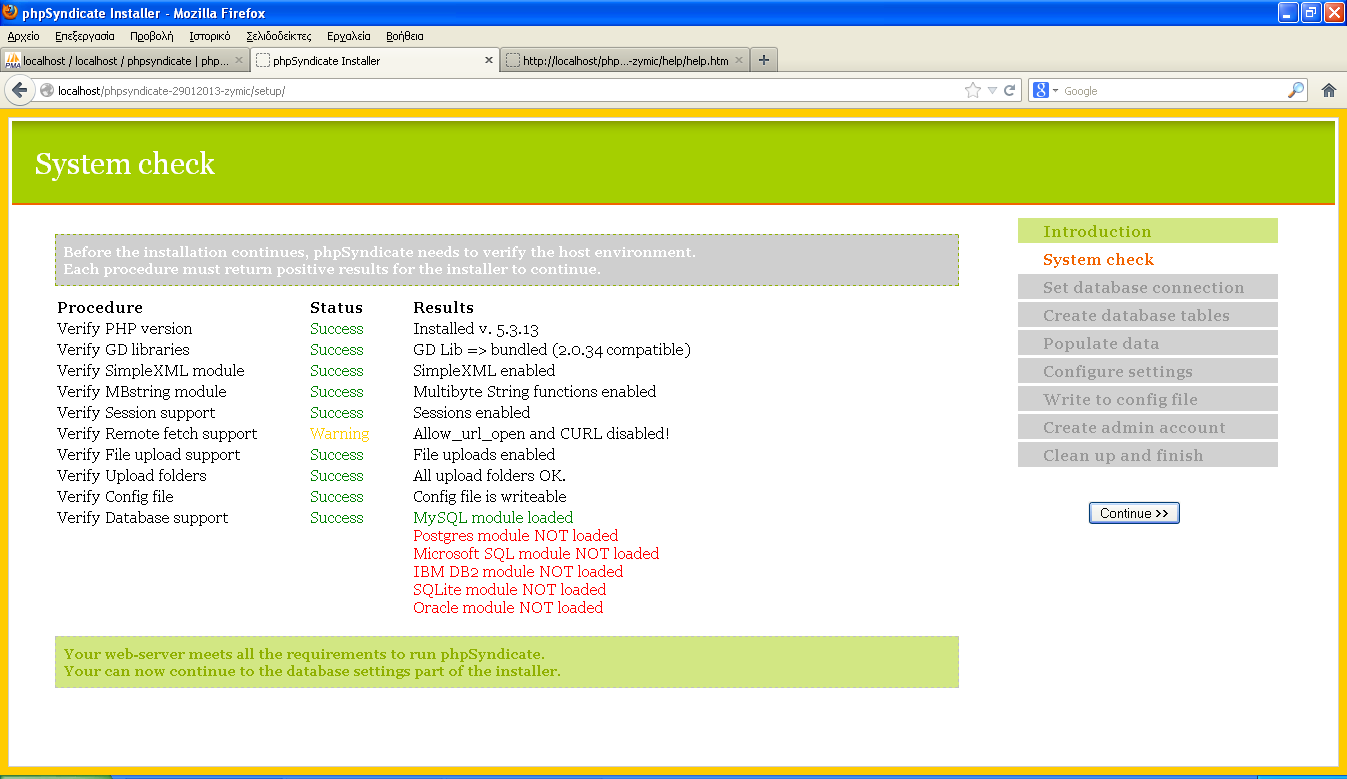 phpSyndicate Installer - Mozilla Firefox
Αρχείο Επεξεργασία Προβολή Ιστορικό Σελιδοδείκτες Εργαλεία Βοήθεια
PMA localhost / localhost / phpsyndicate | php... phpSyndicate Installer http://localhost/php...-zymic/help/help.htm
localhost/phpsyndicate-29012013-zymic/setup/ 8 Google
System check
Before the installation continues, phpSyndicate needs to verify the host environment.
Each procedure must return positive results for the installer to continue.
Procedure Status Results
Verify PHP version Success Installed v. 5.3.13
Verify GD libraries Success GD Lib => bundled (2.0.34 compatible)
Verify SimpleXML module Success SimpleXML enabled
Verify MBstring module Success Multibyte String functions enabled
Verify Session support Success Sessions enabled
Verify Remote fetch support Warning Allow_url_open and CURL disabled!
Verify File upload support Success File uploads enabled
Verify Upload folders Success All upload folders OK.
Verify Config file Success Config file is writeable
Verify Database support Success MySQL module loaded
Postgres module NOT loaded
Microsoft SQL module NOT loaded
IBM DB2 module NOT loaded
SQLite module NOT loaded
Oracle module NOT loaded
Your web-server meets all the requirements to run phpSyndicate.
Your can now continue to the database settings part of the installer.
Introduction
System check
Set database connection
Create database tables
Populate data
Configure settings
Write to config file
Create admin account
Clean up and finish
Continue >>